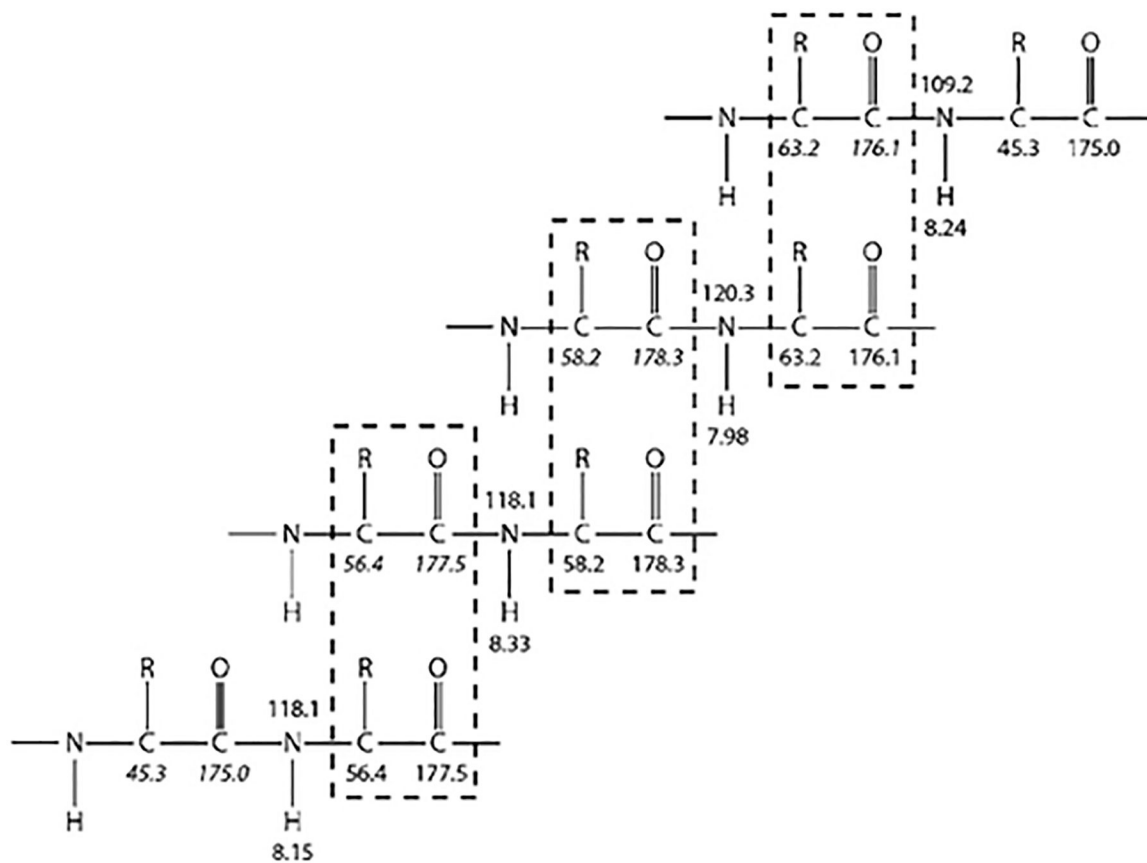 R O R O
109.2
N C C N C C
63.2 176.1 45.3 175.0
H H
8.24
R O R O
120.3
N C C N C C
58.2 178.3 63.2 176.1
H H
7.98
R O R O
118.1
N C C N C C
56.4 177.5 58.2 178.3
H H
8.33
R O R O
118.1
N C C N C C
45.3 175.0 56.4 177.5
H H
8.15